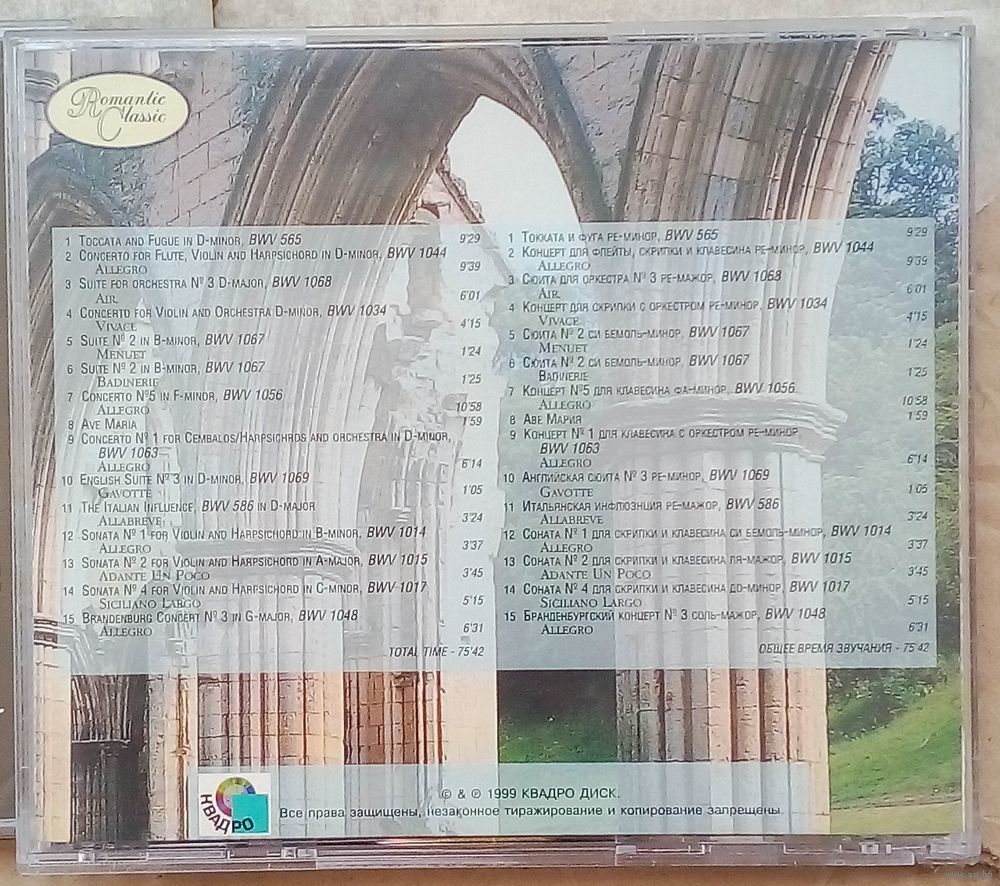 Romantic
Classic
1 Toccata and Fugue in D-minor, BWV 565 9'29
2 Concerto for Flute, Violin and Harpsichord in D-minor, BWV 1044
Allegro 9'39
3 Suite for orchestra № 3 D-major, BWV 1068
Air 6'01
4 Concerto for Violin and Orchestra D-minor, BWV 1034
Vivace 4'15
5 Suite № 2 in B-minor, BWV 1067
Menuet 1'24
6 Suite № 2 in B-minor, BWV 1067
Badinerie 1'25
7 Concerto №5 in F-minor, BWV 1056
Allegro 10'58
8 Ave Maria 1'59
9 Concerto № 1 for Cembalos/Harpsichros and orchestra in D-minor,
BWV 1063
Allegro 6'14
10 English Suite № 3 in D-minor, BWV 1069
Gavotte 1'05
11 The Italian Influence, BWV 586 in D-major
Allabreve 3'24
12 Sonata № 1 for Violin and Harpsichord in B-minor, BWV 1014
Allegro 3'37
13 Sonata № 2 for Violin and Harpsichord in A-major, BWV 1015
Adante Un Poco 3'45
14 Sonata № 4 for Violin and Harpsichord in C-minor, BWV 1017
Siciliano Largo 5'15
15 Brandenburg Concert № 3 in G-major, BWV 1048
Allegro 6'31
TOTAL TIME - 75'42
1 Токката и фуга ре-минор, BWV 565 9'29
2 Концерт для флейты, скрипки и клавесина ре-минор, BWV 1044
Allegro 9'39
3 Сюита для оркестра № 3 ре-мажор, BWV 1068
Air 6'01
4 Концерт для скрипки с оркестром ре-минор, BWV 1034
Vivace 4'15
5 Сюита № 2 си бемоль-минор, BWV 1067
Menuet 1'24
6 Сюита № 2 си бемоль-минор, BWV 1067
Badinerie 1'25
7 Концерт №5 для клавесина фа-минор, BWV 1056
Allegro 10'58
8 Аве Мария 1'59
9 Концерт № 1 для клавесина с оркестром ре-минор
BWV 1063
Allegro 6'14
10 Английская сюита № 3 ре-минор, BWV 1069
Gavotte 1'05
11 Итальянская инфлюэнция ре-мажор, BWV 586
Allabreve 3'24
12 Соната № 1 для скрипки и клавесина си бемоль-минор, BWV 1014
Allegro 3'37
13 Соната № 2 для скрипки и клавесина ля-мажор, BWV 1015
Adante Un Poco 3'45
14 Соната № 4 для скрипки и клавесина до-минор, BWV 1017
Siciliano Largo 5'15
15 Бранденбургский концерт № 3 соль-мажор, BWV 1048
Allegro 6'31
ОБЩЕЕ ВРЕМЯ ЗВУЧАНИЯ - 75'42
КВАДРО
© & ℗ 1999 КВАДРО ДИСК.
Все права защищены, незаконное тиражирование и копирование запрещены